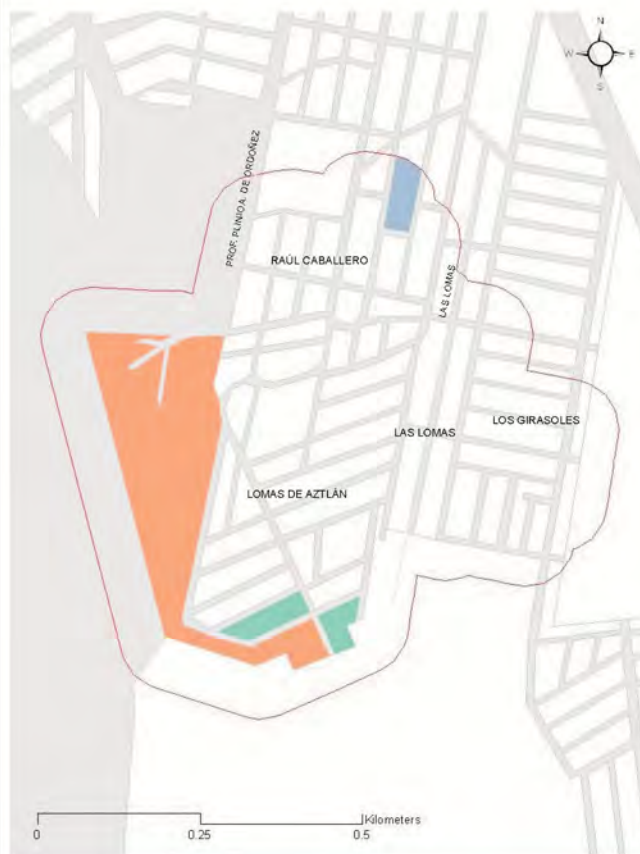 N
W E
S
PROF. PLINIO A. DE ORDOÑEZ
RAÚL CABALLERO
LAS LOMAS
LAS LOMAS
LOS GIRASOLES
LOMAS DE AZTLÁN
Kilometers
0 0.25 0.5